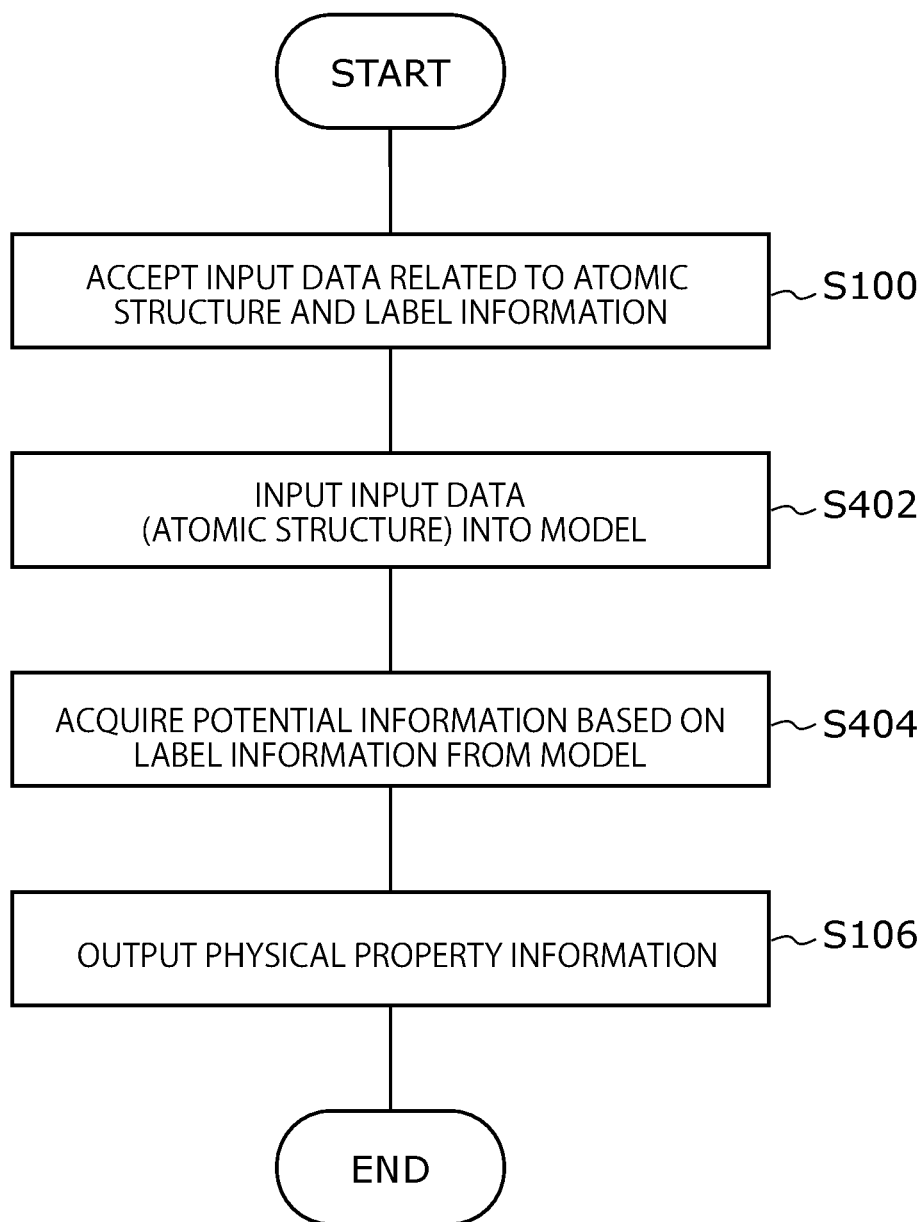 START
ACCEPT INPUT DATA RELATED TO ATOMIC
STRUCTURE AND LABEL INFORMATION
S100
INPUT INPUT DATA
(ATOMIC STRUCTURE) INTO MODEL
S402
ACQUIRE POTENTIAL INFORMATION BASED ON
LABEL INFORMATION FROM MODEL
S404
OUTPUT PHYSICAL PROPERTY INFORMATION
S106
END